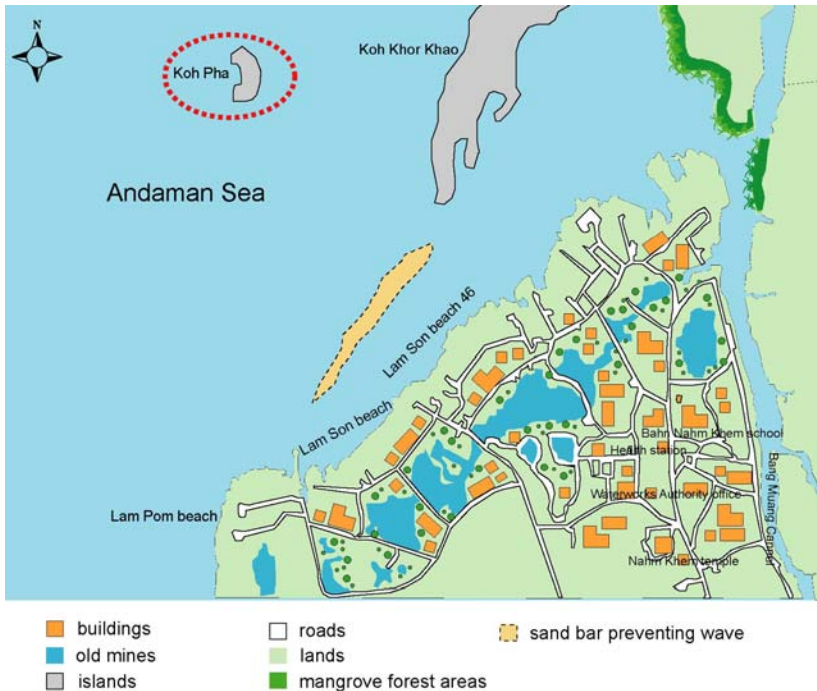 N
Koh Pha
Koh Khor Khao
Andaman Sea
Lam Son beach 46
Lam Son beach
Lam Pom beach
Bahn Nahm Khem school
Health station
Waterworks Authority office
Nahm Khem temple
Bang Muang Cannel
buildings
old mines
islands
roads
lands
mangrove forest areas
sand bar preventing wave